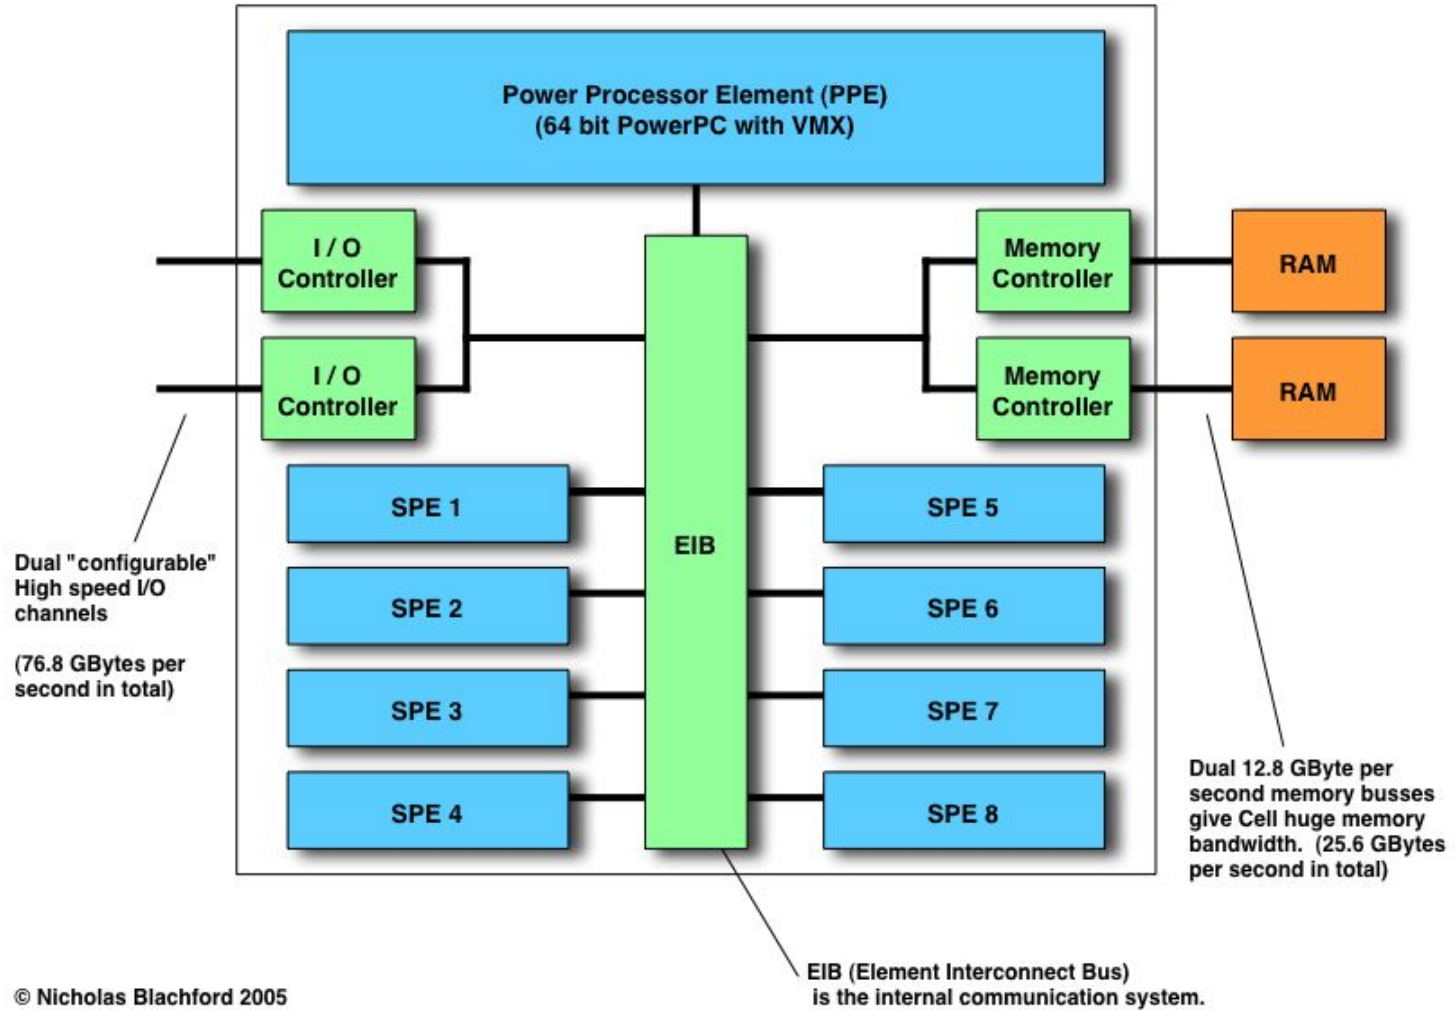 Power Processor Element (PPE)
(64 bit PowerPC with VMX)
I / O
Controller
Memory
Controller
RAM
I / O
Controller
Memory
Controller
RAM
SPE 1
SPE 5
EIB
SPE 2
SPE 6
SPE 3
SPE 7
SPE 4
SPE 8
Dual "configurable"
High speed I/O
channels
(76.8 GBytes per
second in total)
Dual 12.8 GByte per
second memory busses
give Cell huge memory
bandwidth. (25.6 GBytes
per second in total)
EIB (Element Interconnect Bus)
is the internal communication system.
© Nicholas Blachford 2005